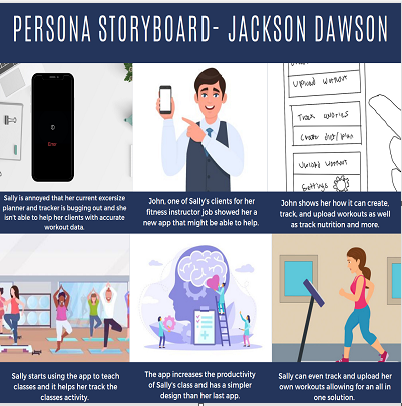 PERSONA STORYBOARD- JACKSON DAWSON
Error
Upload workout
Track calories
Create diet/plan
Upload workout
Settings
Sally is annoyed that her current excersize
planner and tracker is bugging out and she
isn't able to help her clients with accurate
workout data.
John, one of Sally's clients for her
fitness instructor job showed her a
new app that might be able to help.
John shows her how it can create,
track, and upload workouts as well
as track nutrition and more.
Sally starts using the app to teach
classes and it helps her track the
classes activity.
The app increases the productivity
of Sally's class and has a simpler
design than her last app.
Sally can even track and upload her
own workouts allowing for an all in
one solution.